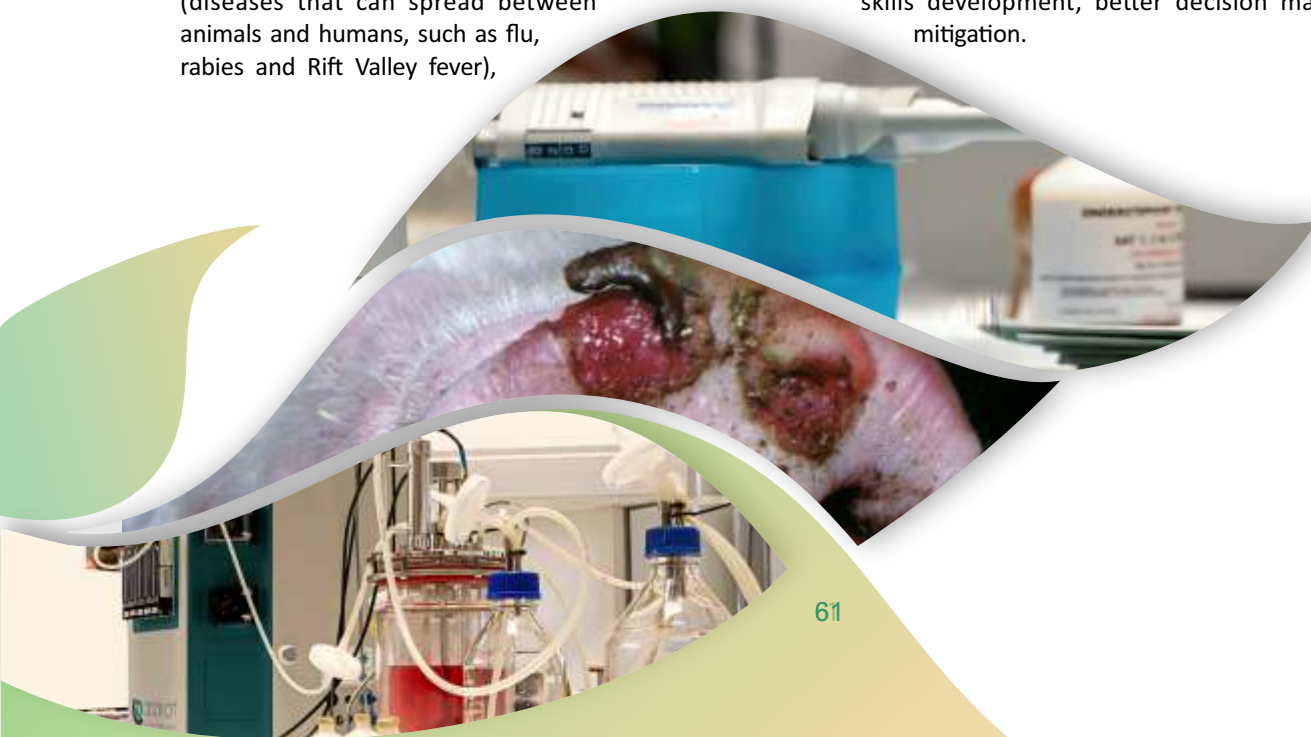 (diseases that can spread between
animals and humans, such as flu,
rabies and Rift Valley fever),
skills development, better decision
mitigation.
61